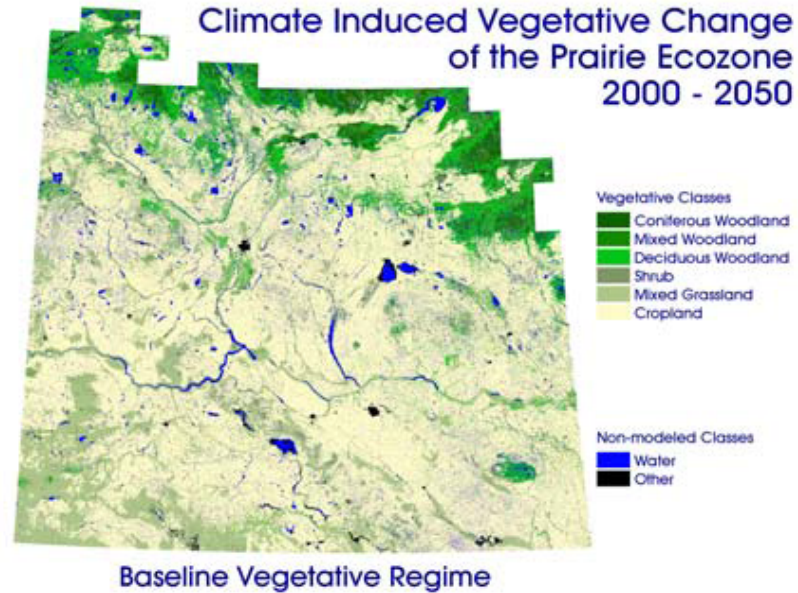 Climate Induced Vegetative Change
of the Prairie Ecozone
2000 - 2050
Vegetative Classes
Coniferous Woodland
Mixed Woodland
Deciduous Woodland
Shrub
Mixed Grassland
Cropland
Non-modeled Classes
Water
Other
Baseline Vegetative Regime